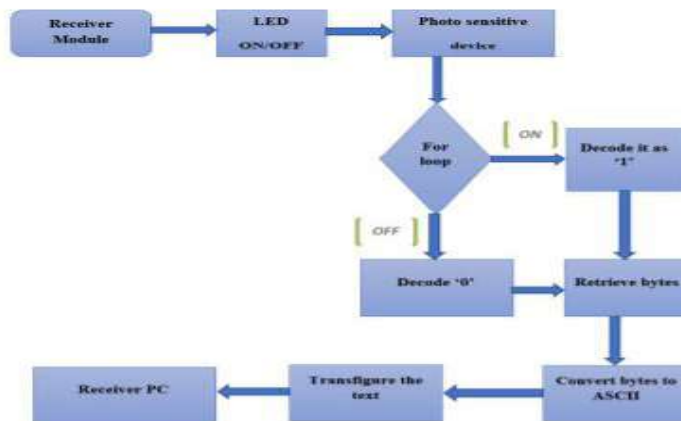 Receiver
Module
LED
ON/OFF
Photo sensitive
device
For
loop
[ ON ]
Decode it as
“1”
[ OFF ]
Decode ‘0’
Retrieve bytes
Convert bytes to
ASCII
Transfigure the
text
Receiver PC